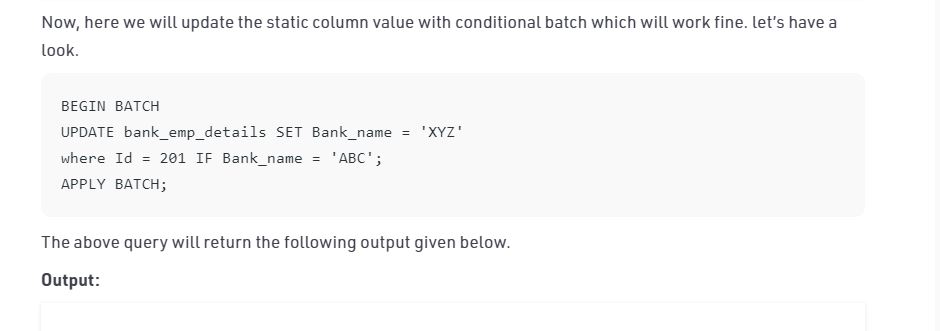 Now, here we will update the static column value with conditional batch which will work fine. let’s have a
look.
BEGIN BATCH
UPDATE bank_emp_details SET Bank_name = 'XYZ'
where Id = 201 IF Bank_name = 'ABC';
APPLY BATCH;
The above query will return the following output given below.
Output: